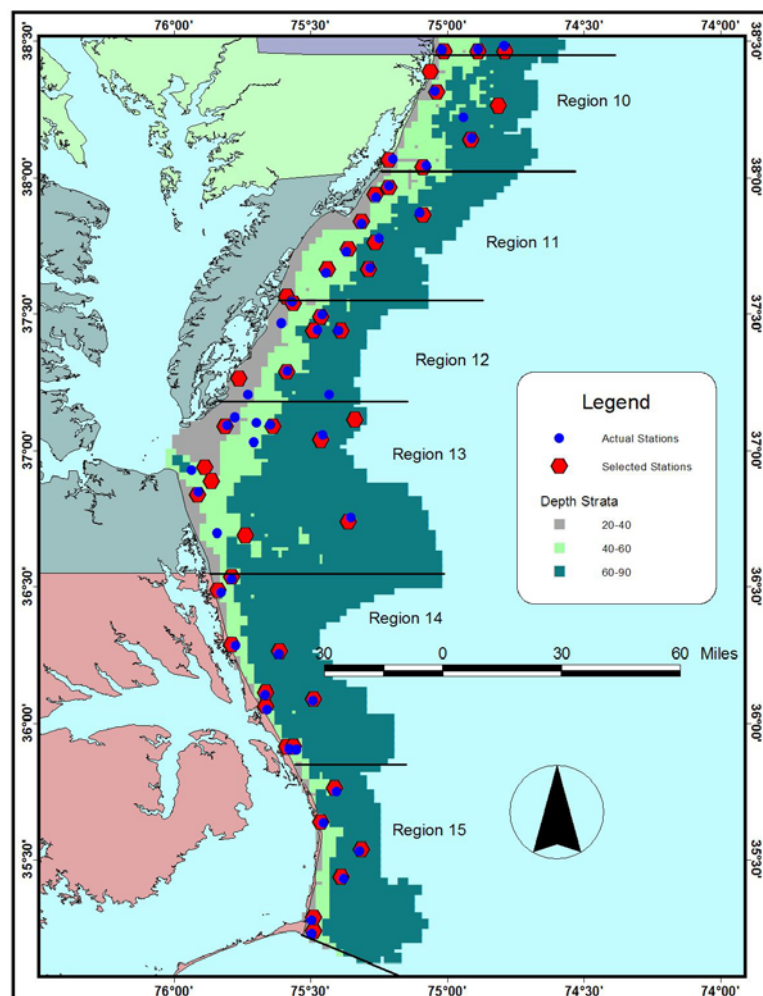 76°00' 75°30' 75°00' 74°30' 74°00'
38°30' 38°30'
Region 10
38°00' 38°00'
Region 11
37°30' 37°30'
Region 12
Legend
Actual Stations
Selected Stations
Depth Strata
20-40
40-60
60-90
37°00' 37°00'
Region 13
36°30' 36°30'
Region 14
30 15 0 30 60 Miles
36°00' 36°00'
Region 15
35°30' 35°30'
76°00' 75°30' 75°00' 74°30' 74°00'